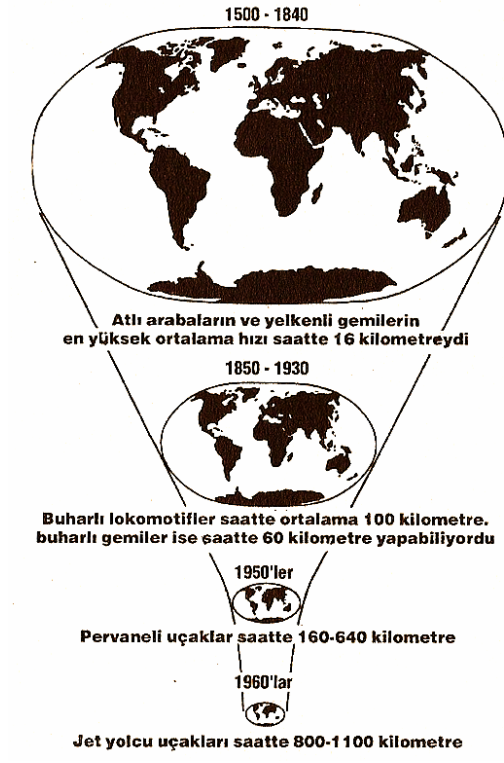 1500 - 1840
Atlı arabaların ve yelkenli gemilerin
en yüksek ortalama hızı saatte 16 kilometreydi
1850 - 1930
Buharlı lokomotifler saatte ortalama 100 kilometre.
buharlı gemiler ise saatte 60 kilometre yapabiliyordu
1950'ler
Pervaneli uçaklar saatte 160-640 kilometre
1960'lar
Jet yolcu uçakları saatte 800-1100 kilometre